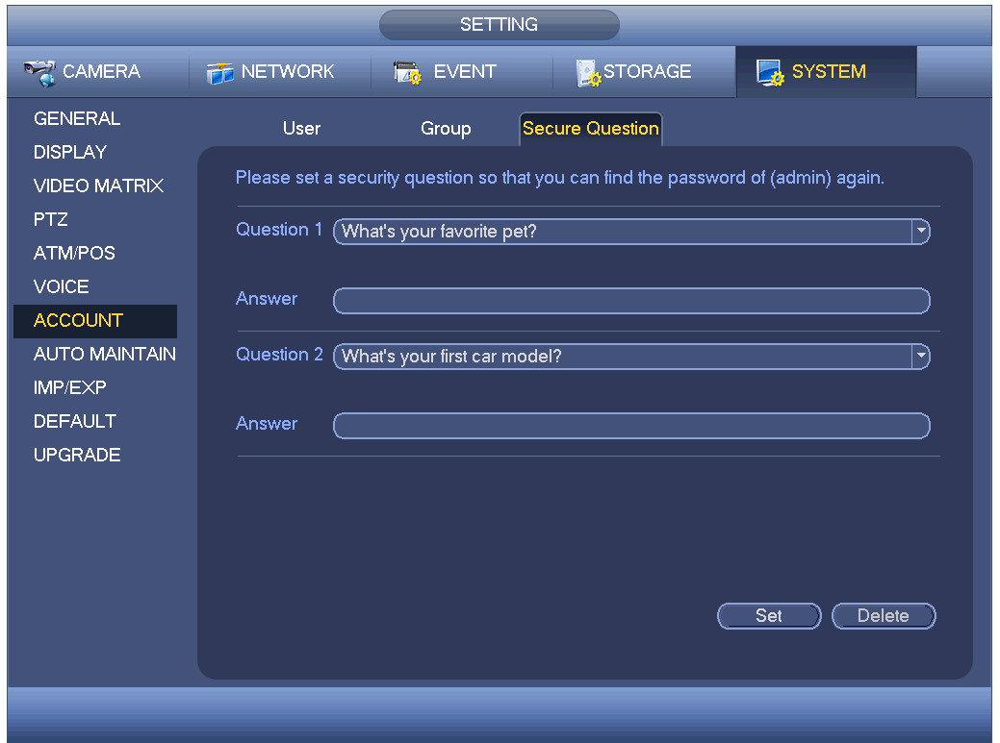 SETTING
CAMERA NETWORK EVENT STORAGE SYSTEM
GENERAL
DISPLAY
VIDEO MATRIX
PTZ
ATM/POS
VOICE
ACCOUNT
AUTO MAINTAIN
IMP/EXP
DEFAULT
UPGRADE
User Group Secure Question
Please set a security question so that you can find the password of (admin) again.
Question 1 What's your favorite pet?
Answer
Question 2 What's your first car model?
Answer
Set Delete